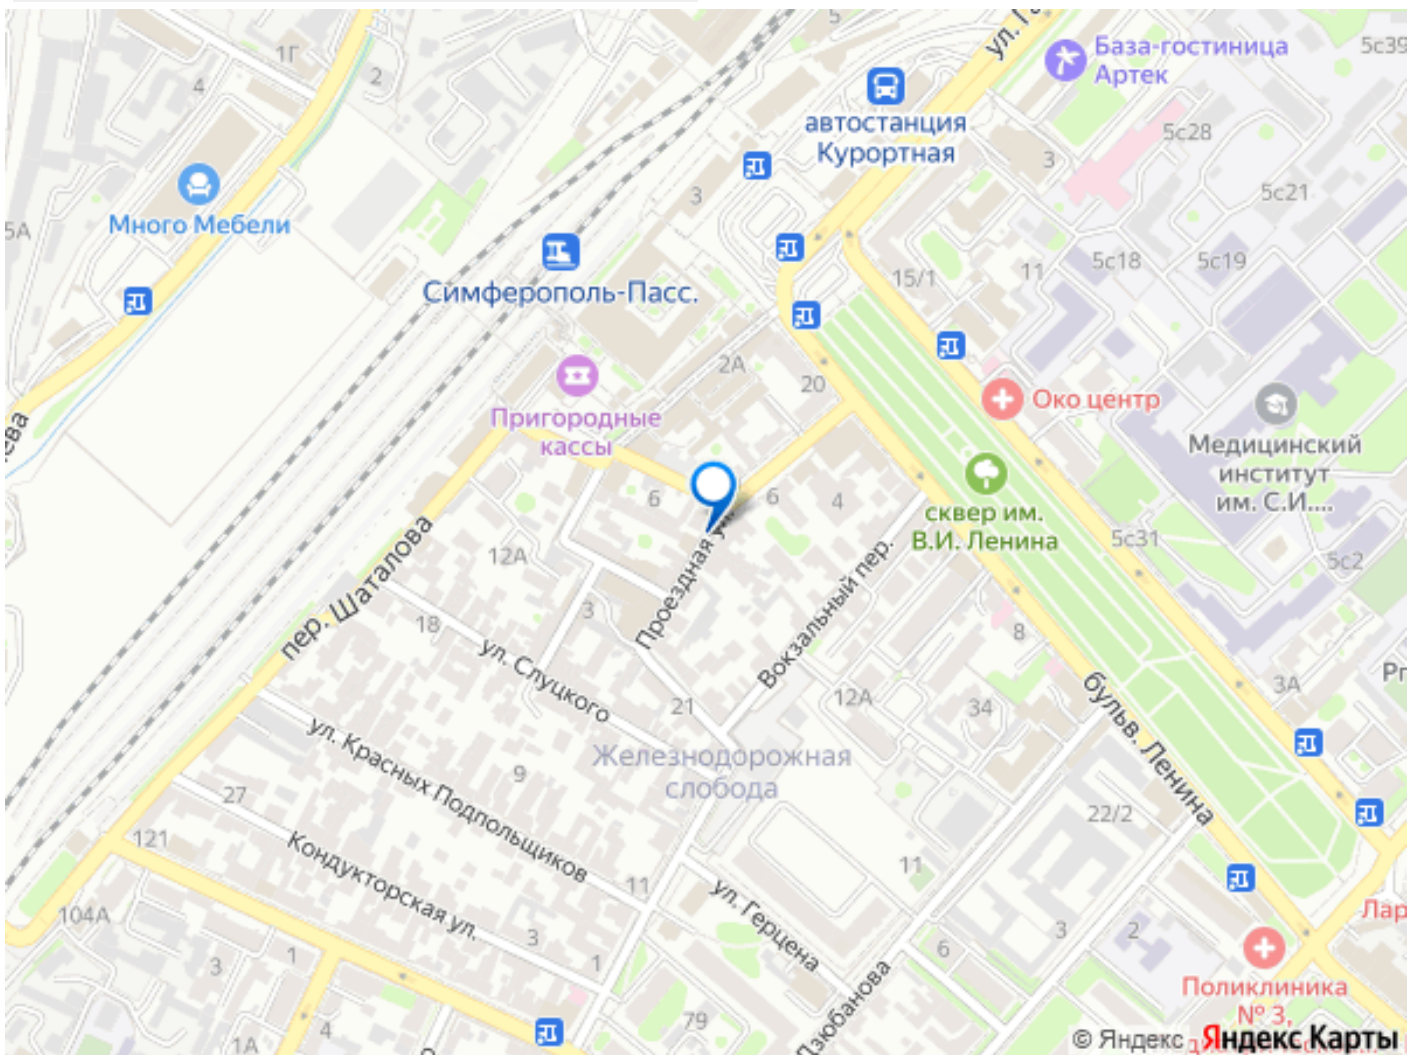 5
ул. Г
База-гостиница
Артек
5с39
1Г
2
4
автостанция
Курортная
3
5с28
3
5с21
5А
Много Мебели
15/1
11
5с18
5с19
Симферополь-Пасс.
2А
20
Пригородные
кассы
Око центр
Медицинский
институт
им. С.И....
ева
6
6
4
сквер им.
В.И. Ленина
5с31
5с2
пер. Шаталова
12А
Проездная ул.
Вокзальный пер.
3
18
ул. Слуцкого
8
3А
21
12А
34
бульв. Ленина
Железнодорожная
слобода
ул. Красных Подпольщиков
9
27
22/2
121
Кондукторская ул.
11
11
ул. Герцена
104А
3
1
3
1
6
3
2
Лар
Дзюбанова
Поликлиника
№ 3,
79
4
1А
© Яндекс
Яндекс Карты